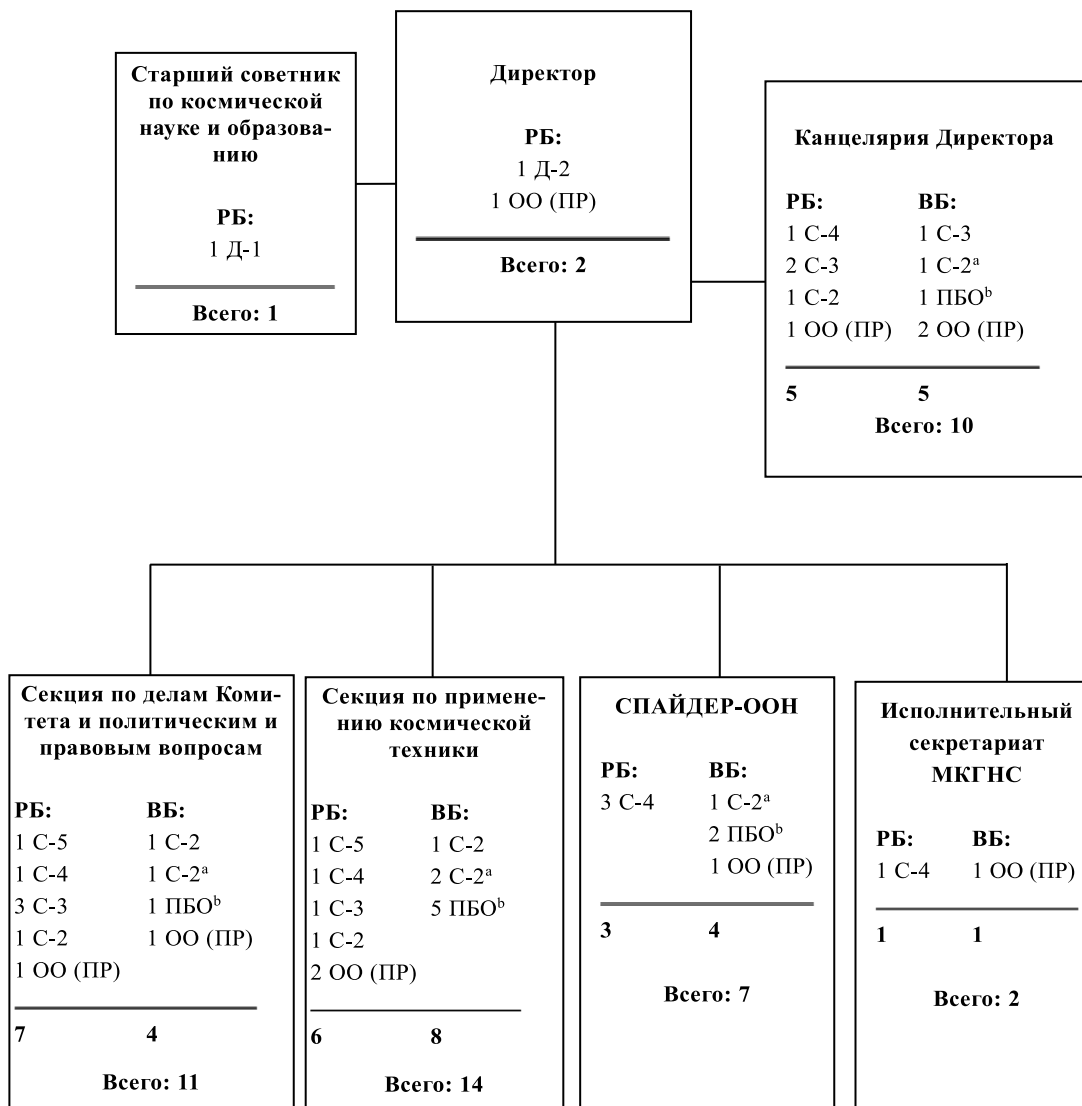 Старший советник
по космической
науке и образова-
нию
РБ:
1 Д-1
Всего: 1
Директор
РБ:
1 Д-2
1 ОО (ПР)
Всего: 2
Канцелярия Директора
РБ: ВБ:
1 С-4 1 С-3
2 С-3 1 С-2ᵃ
1 С-2 1 ПБОᵇ
1 ОО (ПР) 2 ОО (ПР)
5 5
Всего: 10
Секция по делам Коми-
тета и политическим и
правовым вопросам
РБ: ВБ:
1 С-5 1 С-2
1 С-4 1 С-2ᵃ
3 С-3 1 ПБОᵇ
1 С-2 1 ОО (ПР)
1 ОО (ПР)
7 4
Всего: 11
Секция по примене-
нию космической
техники
РБ: ВБ:
1 С-5 1 С-2
1 С-4 2 С-2ᵃ
1 С-3 5 ПБОᵇ
1 С-2
2 ОО (ПР)
6 8
Всего: 14
СПАЙДЕР-ООН
РБ: ВБ:
3 С-4 1 С-2ᵃ
2 ПБОᵇ
1 ОО (ПР)
3 4
Всего: 7
Исполнительный
секретариат
МКГНС
РБ: ВБ:
1 С-4 1 ОО (ПР)
1 1
Всего: 2